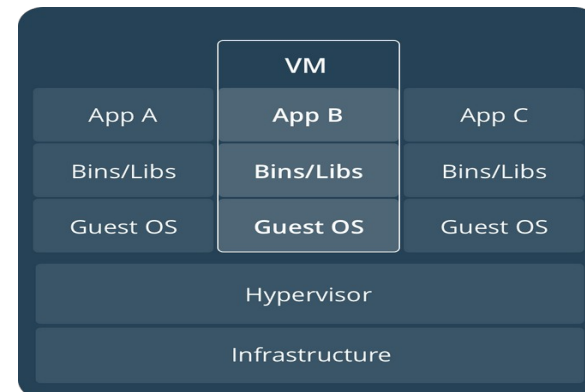 VM
App A App B App C
Bins/Libs Bins/Libs Bins/Libs
Guest OS Guest OS Guest OS
Hypervisor
Infrastructure